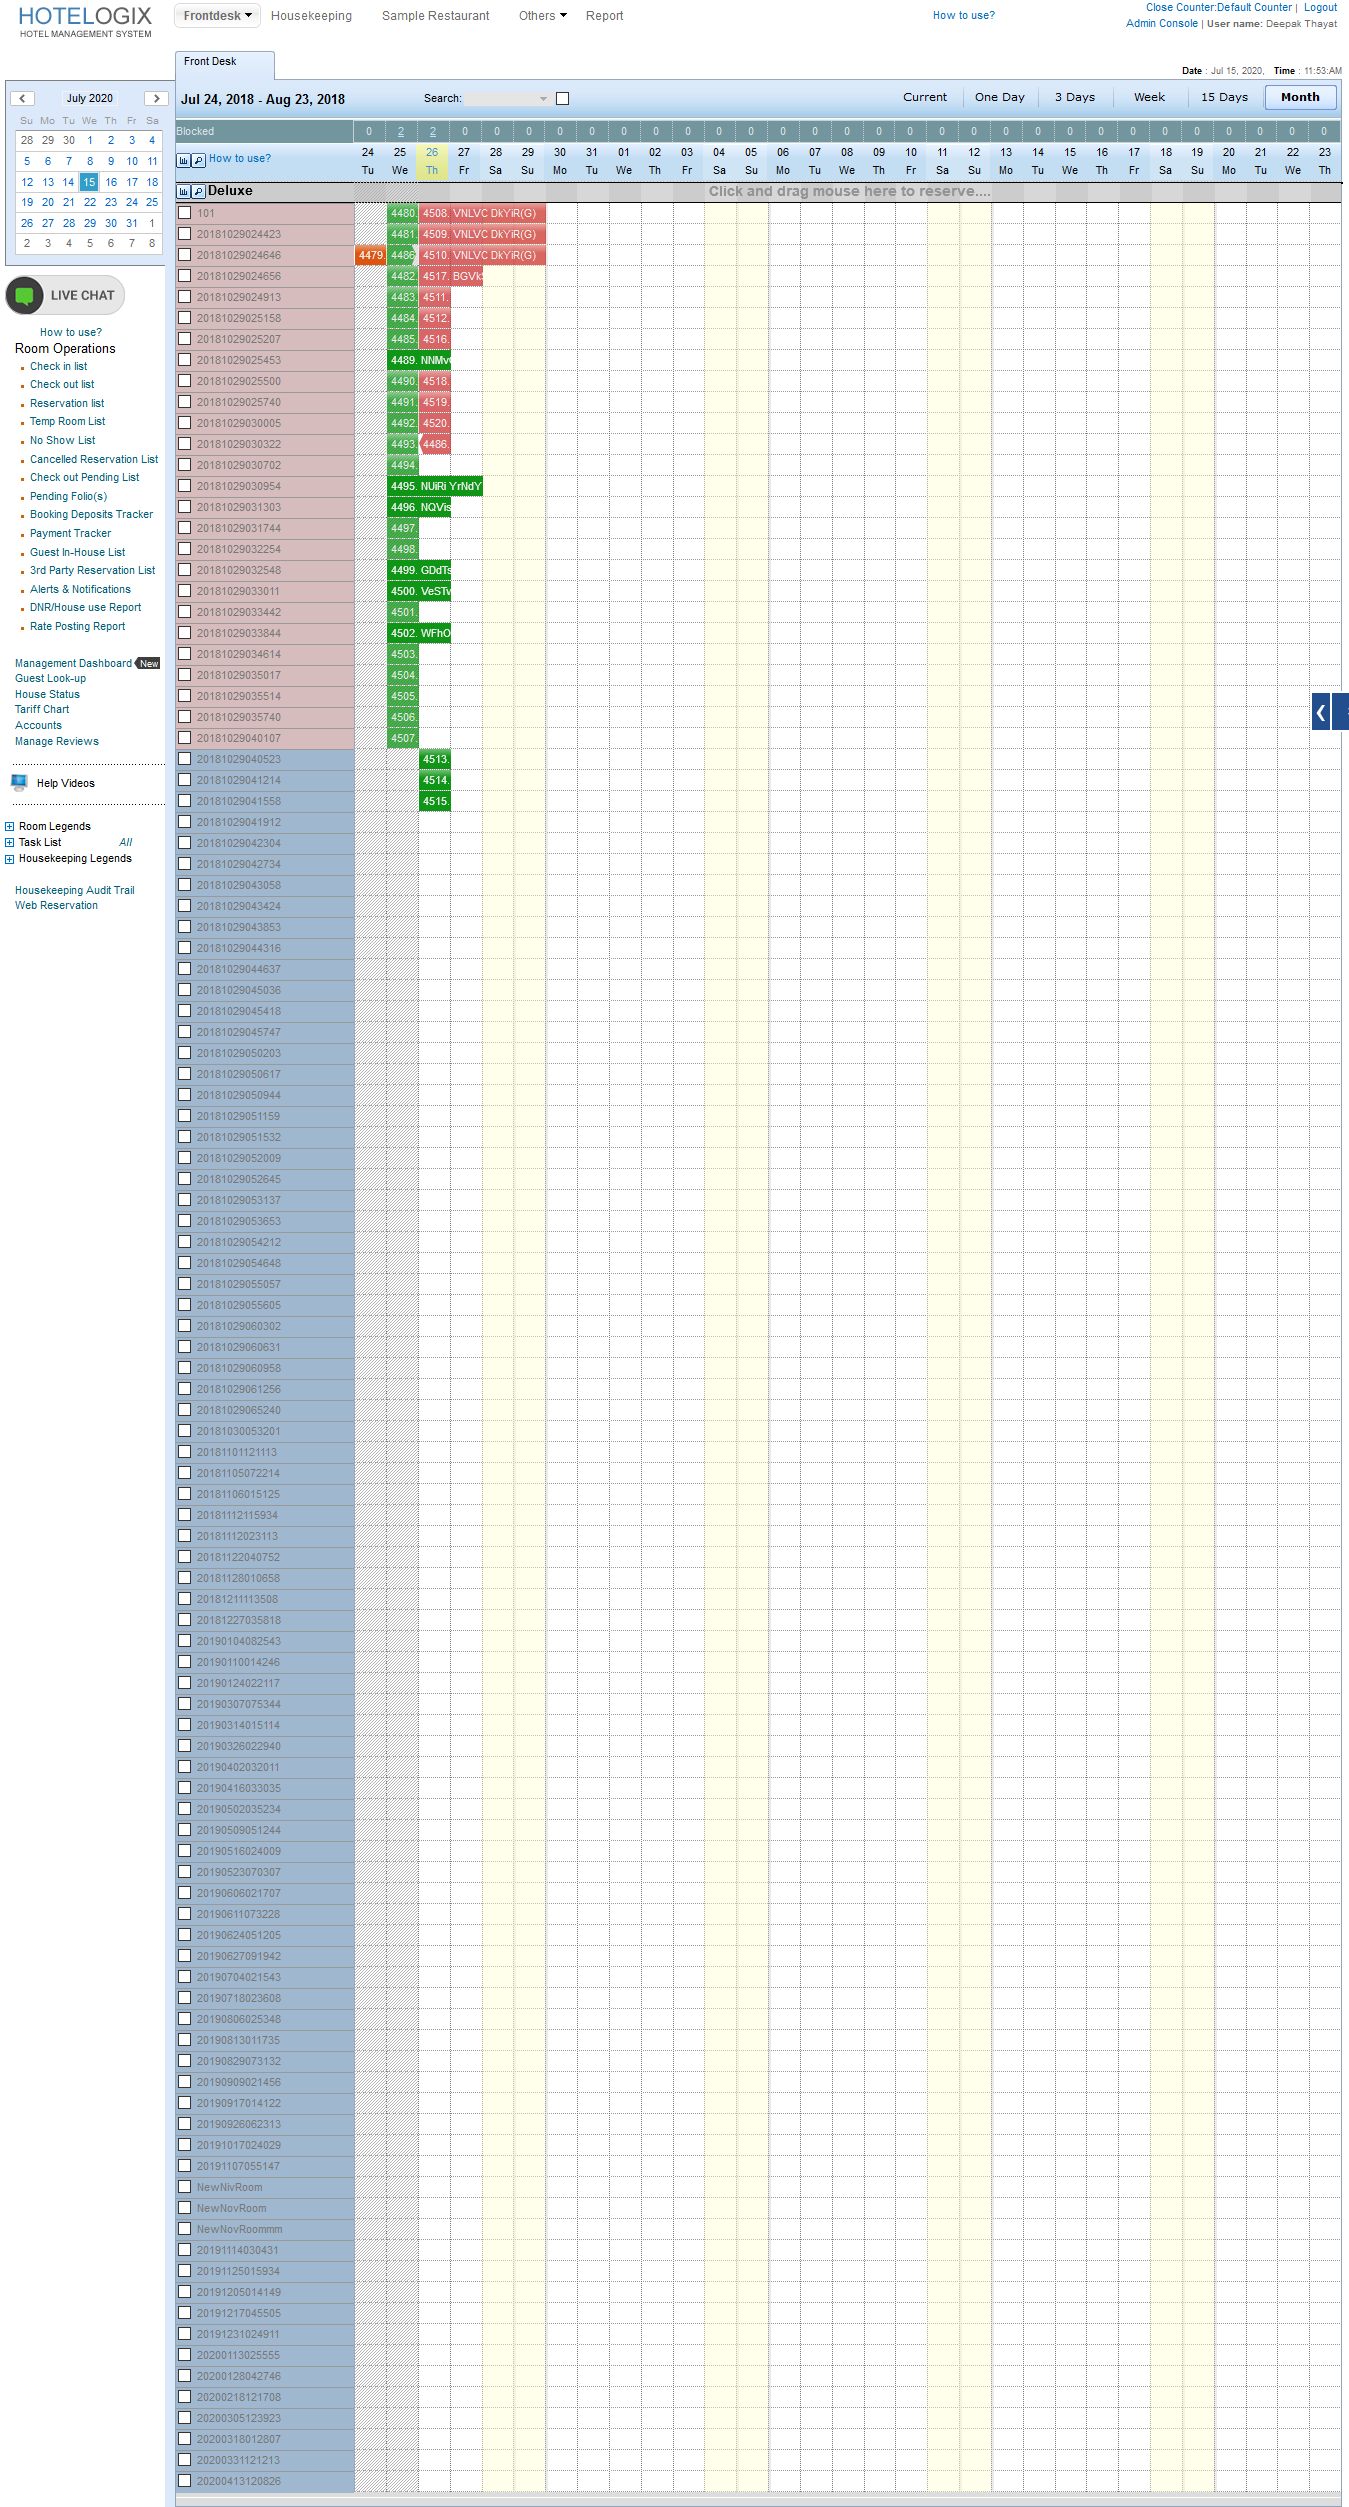 HOTELOGIX
HOTEL MANAGEMENT SYSTEM
Frontdesk Housekeeping Sample Restaurant Others Report
How to use?
Close Counter:Default Counter | Logout
Admin Console | User name: Deepak Thayat
Front Desk
Date : Jul 15, 2020, Time : 11:53:AM
Jul 24, 2018 - Aug 23, 2018 Search: Current One Day 3 Days Week 15 Days Month
July 2020
Su Mo Tu We Th Fr Sa
28 29 30 1 2 3 4
5 6 7 8 9 10 11
12 13 14 15 16 17 18
19 20 21 22 23 24 25
26 27 28 29 30 31 1
2 3 4 5 6 7 8
LIVE CHAT
How to use?
Room Operations
Check in list
Check out list
Reservation list
Temp Room List
No Show List
Cancelled Reservation List
Check out Pending List
Pending Folio(s)
Booking Deposits Tracker
Payment Tracker
Guest In-House List
3rd Party Reservation List
Alerts & Notifications
DNR/House use Report
Rate Posting Report
Management Dashboard New
Guest Look-up
House Status
Tariff Chart
Accounts
Manage Reviews
Help Videos
Room Legends
Task List All
Housekeeping Legends
Housekeeping Audit Trail
Web Reservation
Blocked 0 2 2 0 0 0 0 0 0 0 0 0 0 0 0 0 0 0 0 0 0 0 0 0 0 0 0 0 0 0 0
How to use? 24 25 26 27 28 29 30 31 01 02 03 04 05 06 07 08 09 10 11 12 13 14 15 16 17 18 19 20 21 22 23
Tu We Th Fr Sa Su Mo Tu We Th Fr Sa Su Mo Tu We Th Fr Sa Su Mo Tu We Th Fr Sa Su Mo Tu We Th
Deluxe Click and drag mouse here to reserve....
101 4480. 4508. VNLVC DkYiR(G)
20181029024423 4481. 4509. VNLVC DkYiR(G)
20181029024646 4479. 4486 4510. VNLVC DkYiR(G)
20181029024656 4482. 4517. BGVk
20181029024913 4483. 4511.
20181029025158 4484. 4512.
20181029025207 4485. 4516.
20181029025453 4489. NNMv
20181029025500 4490. 4518.
20181029025740 4491. 4519.
20181029030005 4492. 4520.
20181029030322 4493. 4486.
20181029030702 4494.
20181029030954 4495. NUiRi YrNdY
20181029031303 4496. NQVis
20181029031744 4497.
20181029032254 4498.
20181029032548 4499. GDdTs
20181029033011 4500. VeSTv
20181029033442 4501.
20181029033844 4502. WFhO
20181029034614 4503.
20181029035017 4504.
20181029035514 4505.
20181029035740 4506.
20181029040107 4507.
20181029040523 4513.
20181029041214 4514.
20181029041558 4515.
20181029041912
20181029042304
20181029042734
20181029043058
20181029043424
20181029043853
20181029044316
20181029044637
20181029045036
20181029045418
20181029045747
20181029050203
20181029050617
20181029050944
20181029051159
20181029051532
20181029052009
20181029052645
20181029053137
20181029053653
20181029054212
20181029054648
20181029055057
20181029055605
20181029060302
20181029060631
20181029060958
20181029061256
20181029065240
20181030053201
20181101121113
20181105072214
20181106015125
20181112115934
20181112023113
20181122040752
20181128010658
20181211113508
20181227035818
20190104082543
20190110014246
20190124022117
20190307075344
20190314015114
20190326022940
20190402032011
20190416033035
20190502035234
20190509051244
20190516024009
20190523070307
20190606021707
20190611073228
20190624051205
20190627091942
20190704021543
20190718023608
20190806025348
20190813011735
20190829073132
20190909021456
20190917014122
20190926062313
20191017024029
20191107055147
NewNivRoom
NewNovRoom
NewNovRoommm
20191114030431
20191125015934
20191205014149
20191217045505
20191231024911
20200113025555
20200128042746
20200218121708
20200305123923
20200318012807
20200331121213
20200413120826